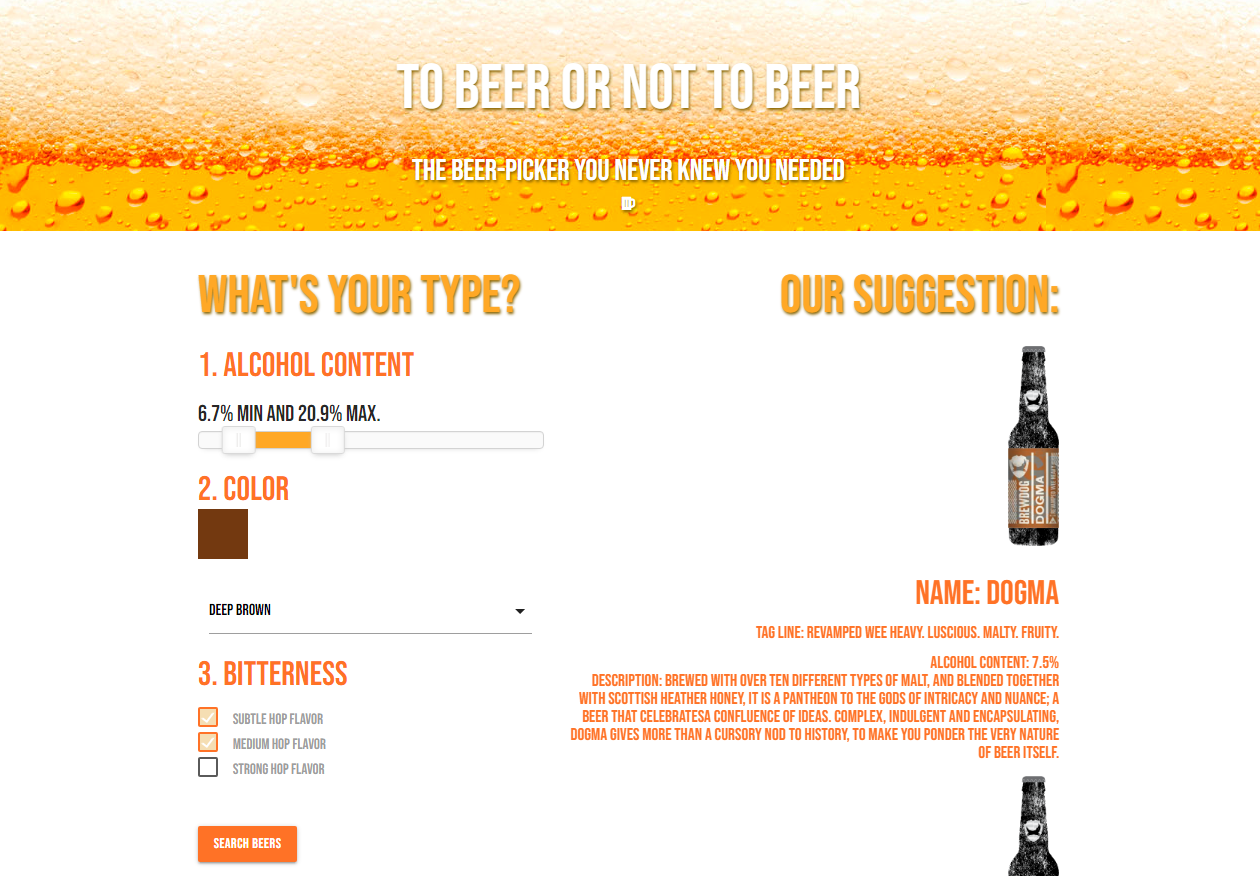 TO BEER OR NOT TO BEER
THE BEER-PICKER YOU NEVER KNEW YOU NEEDED
WHAT'S YOUR TYPE?
1. ALCOHOL CONTENT
6.7% MIN AND 20.9% MAX.
2. COLOR
DEEP BROWN
3. BITTERNESS
SUBTLE HOP FLAVOR
MEDIUM HOP FLAVOR
STRONG HOP FLAVOR
SEARCH BEERS
OUR SUGGESTION:
BREWDOG
DOGMA
NAME: DOGMA
TAG LINE: REVAMPED WEE HEAVY. LUSCIOUS. MALTY. FRUITY.
ALCOHOL CONTENT: 7.5%
DESCRIPTION: BREWED WITH OVER TEN DIFFERENT TYPES OF MALT, AND BLENDED TOGETHER
WITH SCOTTISH HEATHER HONEY, IT IS A PANTHEON TO THE GODS OF INTRICACY AND NUANCE; A
BEER THAT CELEBRATESA CONFLUENCE OF IDEAS. COMPLEX, INDULGENT AND ENCAPSULATING,
DOGMA GIVES MORE THAN A CURSORY NOD TO HISTORY, TO MAKE YOU PONDER THE VERY NATURE
OF BEER ITSELF.